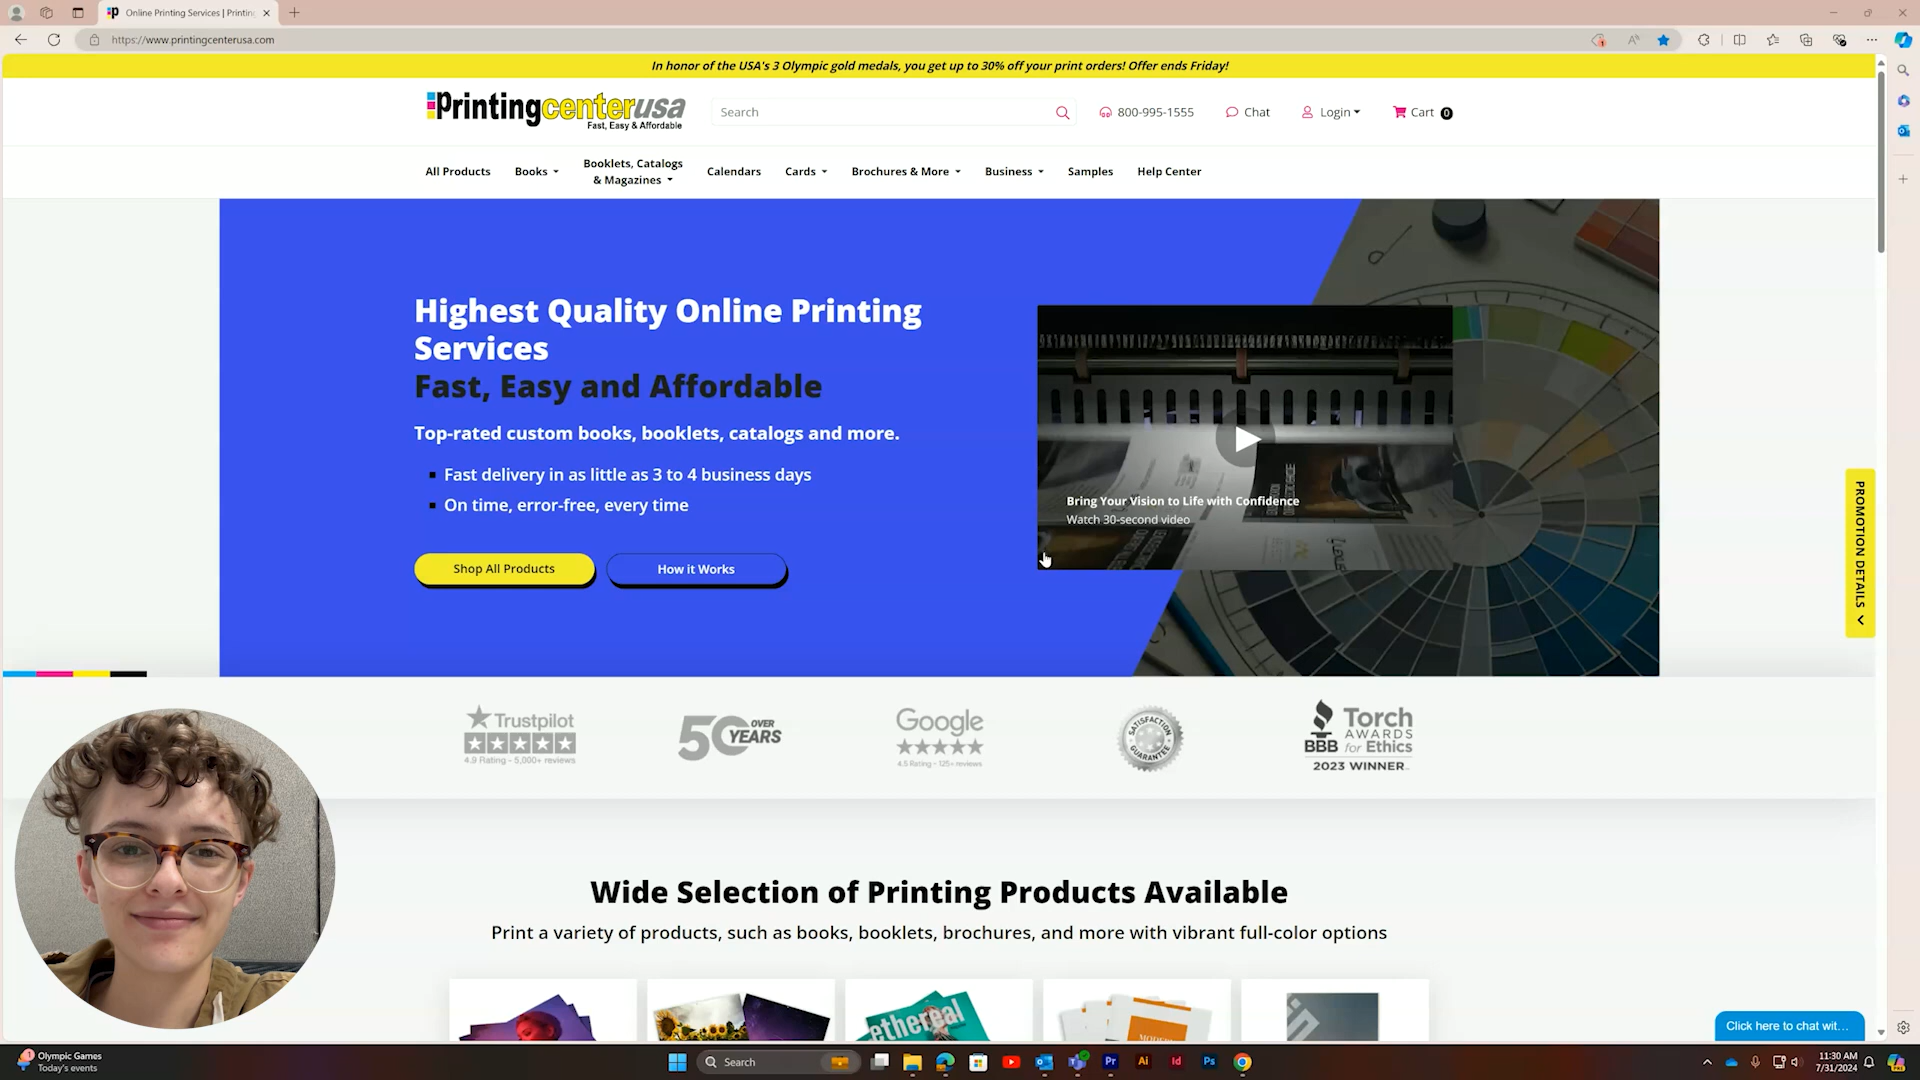 Online Printing Services | Printin
https://www.printingcenterusa.com
In honor of the USA's 3 Olympic gold medals, you get up to 30% off your print orders! Offer ends Friday!
Printingcenterusa
Fast, Easy & Affordable
Search
800-995-1555
Chat
Login
Cart 0
All Products
Books
Booklets, Catalogs
& Magazines
Calendars
Cards
Brochures & More
Business
Samples
Help Center
Highest Quality Online Printing
Services
Fast, Easy and Affordable
Top-rated custom books, booklets, catalogs and more.
Fast delivery in as little as 3 to 4 business days
On time, error-free, every time
Shop All Products
How it Works
Bring Your Vision to Life with Confidence
Watch 30-second video
PROMOTION DETAILS
Trustpilot
4.9 Rating - 5,000+ reviews
50 OVER
YEARS
Google
4.5 Rating - 125+ reviews
SATISFACTION
GUARANTEE
BBB
Torch
AWARDS
for Ethics
2023 WINNER
Wide Selection of Printing Products Available
Print a variety of products, such as books, booklets, brochures, and more with vibrant full-color options
ethereal
Click here to chat wit...
1
Olympic Games
Today's events
Search
Pr
Ai
Id
Ps
11:30 AM
7/31/2024